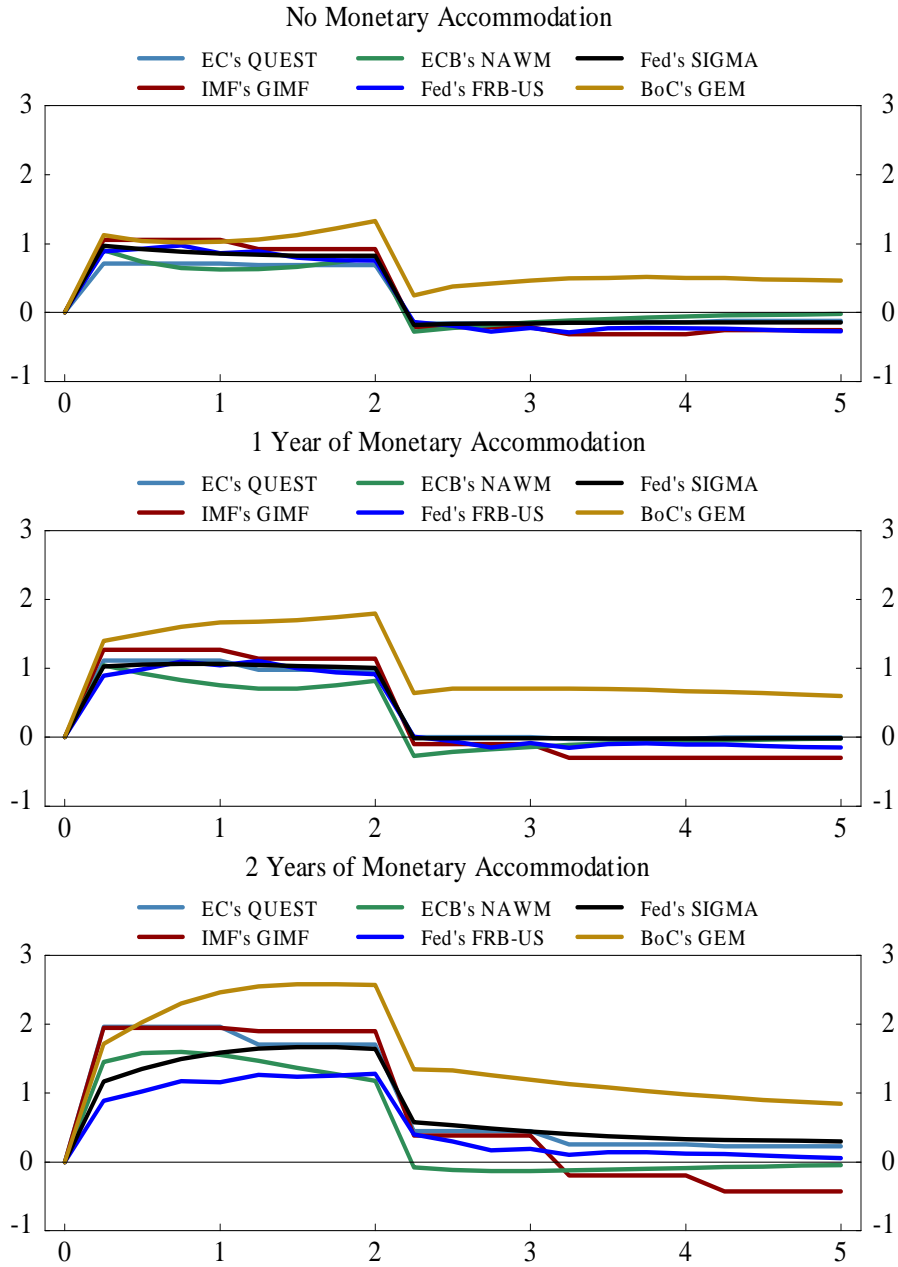 No Monetary Accommodation
EC's QUEST ECB's NAWM Fed's SIGMA
IMF's GIMF Fed's FRB-US BoC's GEM
3 3
2 2
1 1
0 0
-1 -1
0 1 2 3 4 5
1 Year of Monetary Accommodation
EC's QUEST ECB's NAWM Fed's SIGMA
IMF's GIMF Fed's FRB-US BoC's GEM
3 3
2 2
1 1
0 0
-1 -1
0 1 2 3 4 5
2 Years of Monetary Accommodation
EC's QUEST ECB's NAWM Fed's SIGMA
IMF's GIMF Fed's FRB-US BoC's GEM
3 3
2 2
1 1
0 0
-1 -1
0 1 2 3 4 5